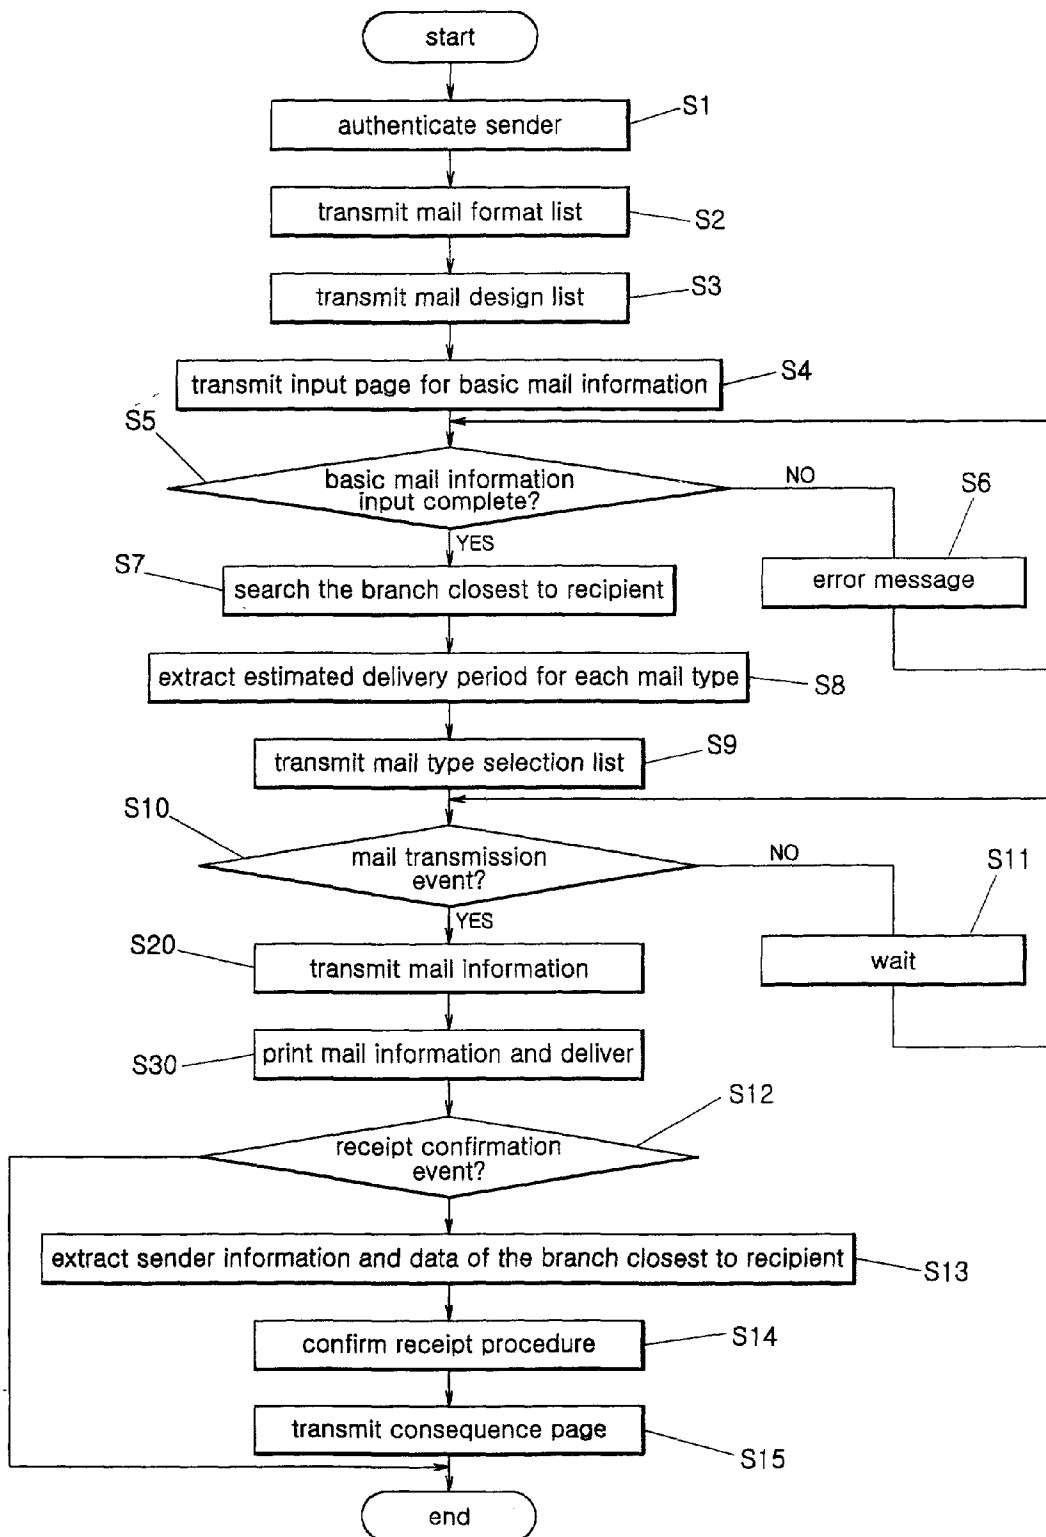 start
authenticate sender
S1
transmit mail format list
S2
transmit mail design list
S3
transmit input page for basic mail information
S4
S5
basic mail information
input complete?
NO
S6
YES
error message
S7
search the branch closest to recipient
extract estimated delivery period for each mail type
S8
transmit mail type selection list
S9
S10
mail transmission
event?
NO
S11
YES
wait
S20
transmit mail information
S30
print mail information and deliver
S12
receipt confirmation
event?
extract sender information and data of the branch closest to recipient
S13
confirm receipt procedure
S14
transmit consequence page
S15
end